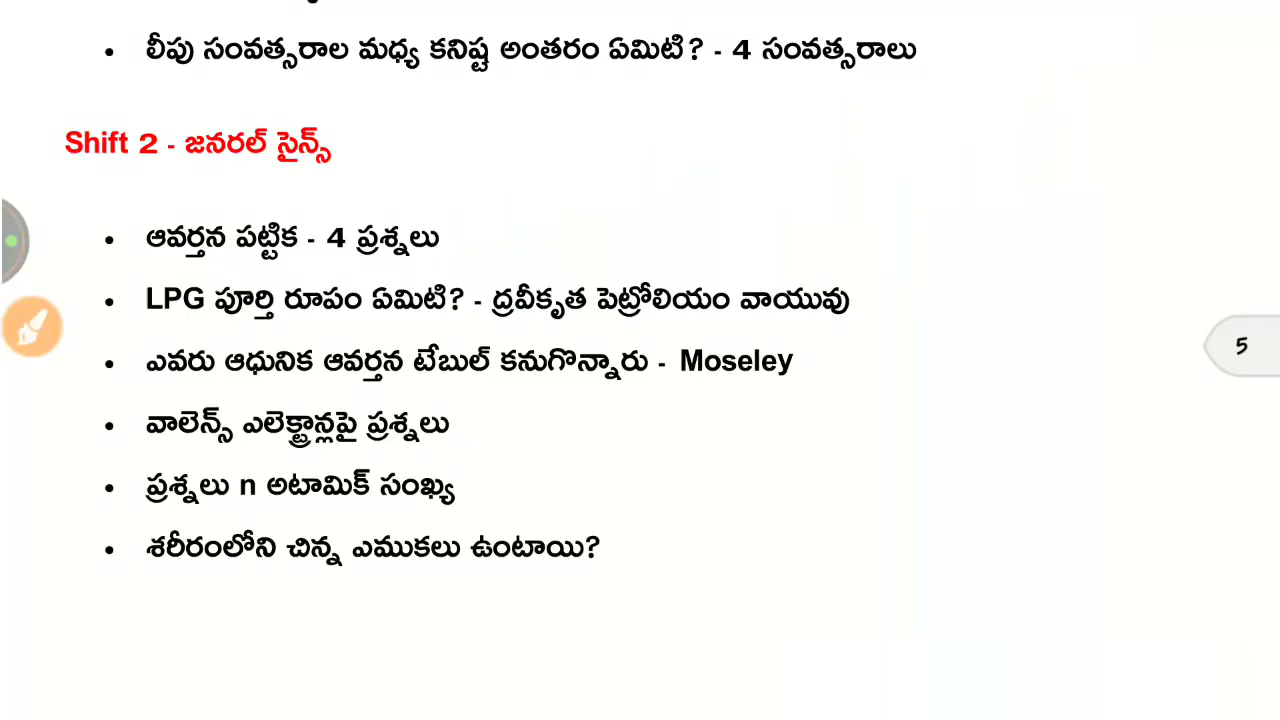 • లీపు సంవత్సరాల మధ్య కనిష్ట అంతరం ఏమిటి? - 4 సంవత్సరాలు
Shift 2 - జనరల్ సైన్స్
• ఆవర్తన పట్టిక - 4 ప్రశ్నలు
• LPG పూర్తి రూపం ఏమిటి? - ద్రవీకృత పెట్రోలియం వాయువు
• ఎవరు ఆధునిక ఆవర్తన టేబుల్ కనుగొన్నారు - Moseley
• వాలెన్స్ ఎలెక్ట్రాన్లపై ప్రశ్నలు
• ప్రశ్నలు n అటామిక్ సంఖ్య
• శరీరంలోని చిన్న ఎముకలు ఉంటాయి?
5